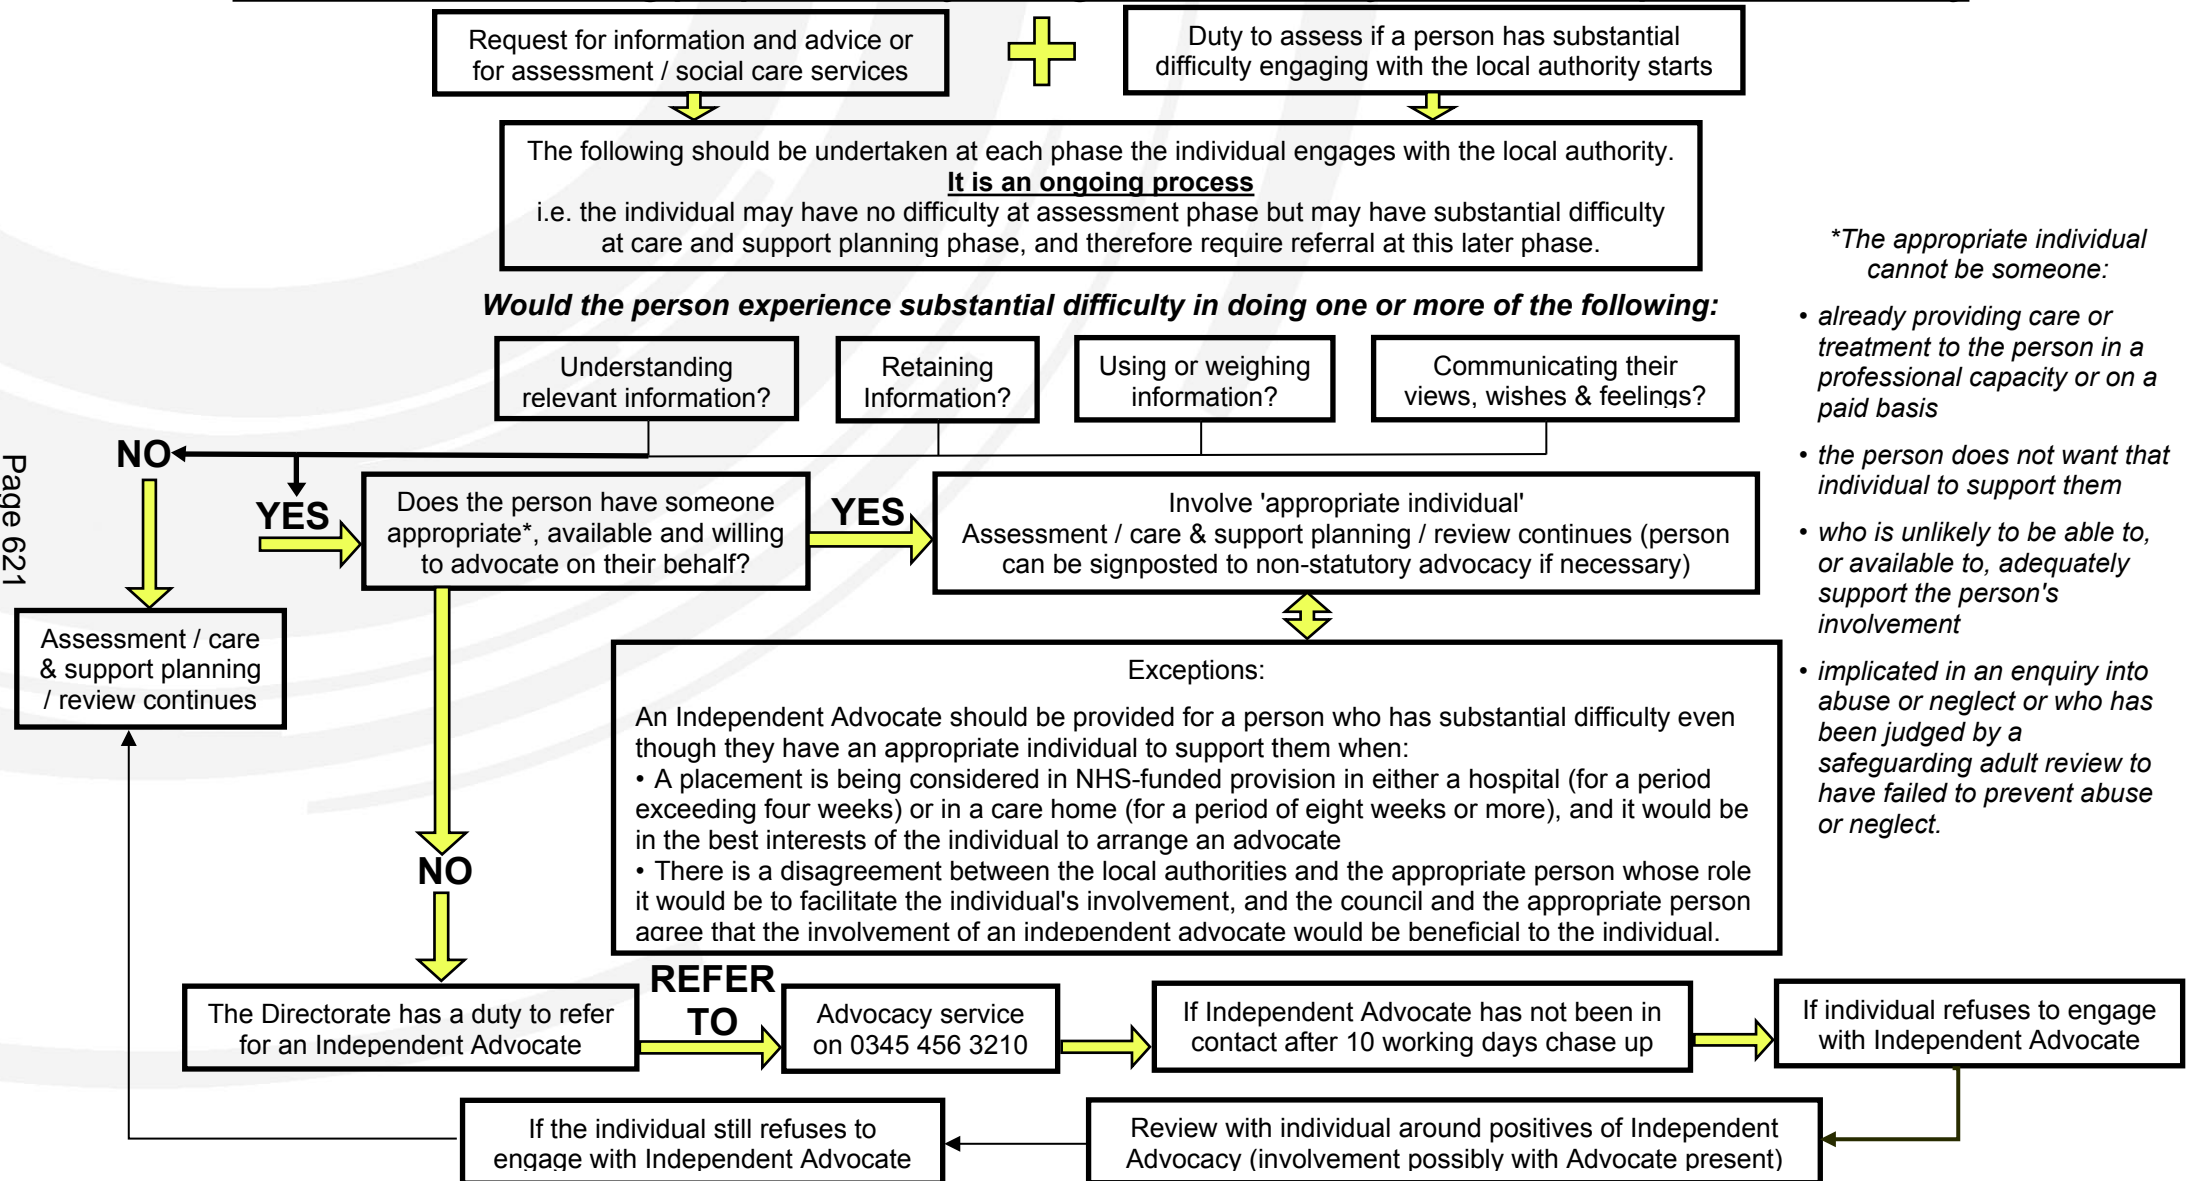 Request for information and advice or
for assessment / social care services
Duty to assess if a person has substantial
difficulty engaging with the local authority starts
The following should be undertaken at each phase the individual engages with the local authority.
It is an ongoing process
i.e. the individual may have no difficulty at assessment phase but may have substantial difficulty
at care and support planning phase, and therefore require referral at this later phase.
Would the person experience substantial difficulty in doing one or more of the following:
Understanding
relevant information?
Retaining
Information?
Using or weighing
information?
Communicating their
views, wishes & feelings?
NO
YES
Does the person have someone
appropriate*, available and willing
to advocate on their behalf?
YES
Involve 'appropriate individual'
Assessment / care & support planning / review continues (person
can be signposted to non-statutory advocacy if necessary)
Assessment / care
& support planning
/ review continues
Exceptions:
An Independent Advocate should be provided for a person who has substantial difficulty even
though they have an appropriate individual to support them when:
• A placement is being considered in NHS-funded provision in either a hospital (for a period
exceeding four weeks) or in a care home (for a period of eight weeks or more), and it would be
in the best interests of the individual to arrange an advocate
• There is a disagreement between the local authorities and the appropriate person whose role
it would be to facilitate the individual's involvement, and the council and the appropriate person
agree that the involvement of an independent advocate would be beneficial to the individual.
*The appropriate individual
cannot be someone:
• already providing care or
treatment to the person in a
professional capacity or on a
paid basis
• the person does not want that
individual to support them
• who is unlikely to be able to,
or available to, adequately
support the person's
involvement
• implicated in an enquiry into
abuse or neglect or who has
been judged by a
safeguarding adult review to
have failed to prevent abuse
or neglect.
NO
The Directorate has a duty to refer
for an Independent Advocate
REFER
TO
Advocacy service
on 0345 456 3210
If Independent Advocate has not been in
contact after 10 working days chase up
If individual refuses to engage
with Independent Advocate
Review with individual around positives of Independent
Advocacy (involvement possibly with Advocate present)
If the individual still refuses to
engage with Independent Advocate
Page 621